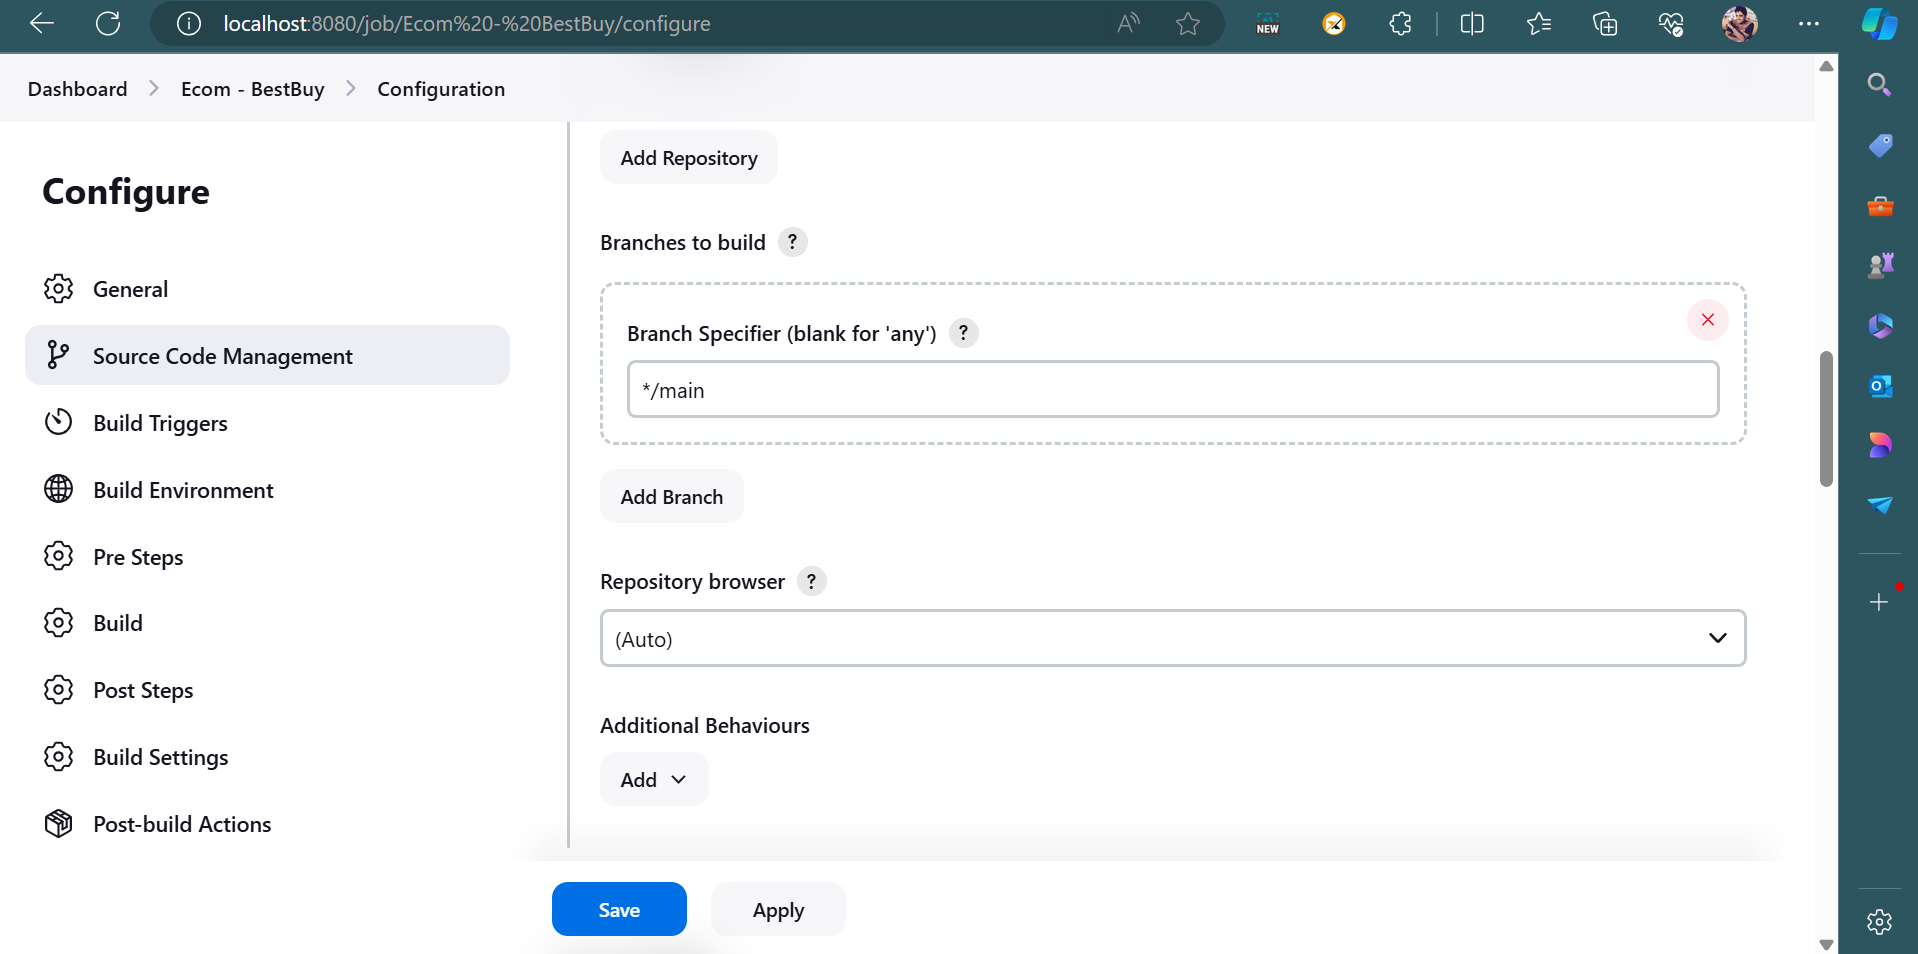 localhost:8080/job/Ecom%20-%20BestBuy/configure
NEW
Dashboard > Ecom - BestBuy > Configuration
Configure
General
Source Code Management
Build Triggers
Build Environment
Pre Steps
Build
Post Steps
Build Settings
Post-build Actions
Add Repository
Branches to build ?
Branch Specifier (blank for 'any') ?
*/main
Add Branch
Repository browser ?
(Auto)
Additional Behaviours
Add
Save
Apply